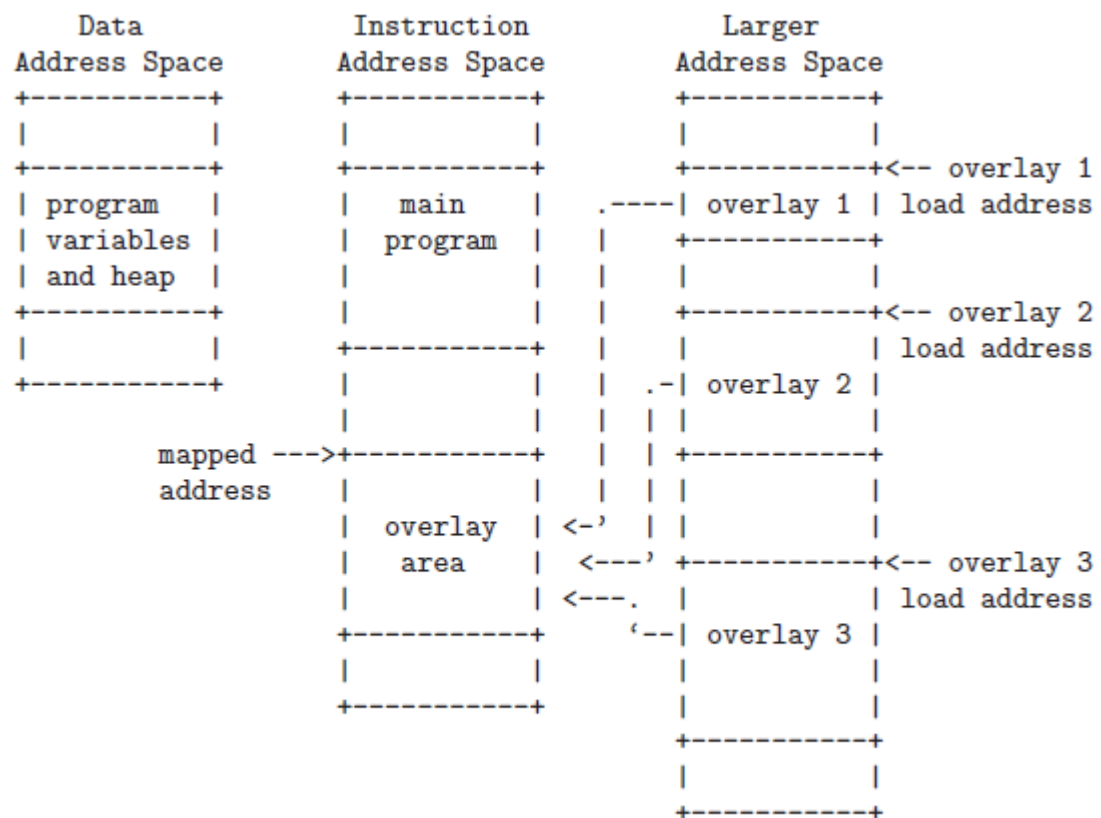 Data              Instruction            Larger
Address Space        Address Space        Address Space
+-----------+        +-----------+        +-----------+
|           |        |           |        |           |
+-----------+        +-----------+        +-----------+<-- overlay 1
| program   |        |   main    |   .----| overlay 1 | load address
| variables |        |  program  |   |    +-----------+
| and heap  |        |           |   |    |           |
+-----------+        |           |   |    +-----------+<-- overlay 2
|           |        +-----------+   |    |           | load address
+-----------+        |           |   |  .-| overlay 2 |
                     |           |   |  | |           |
         mapped --->+-----------+   |  | +-----------+
         address     |           |   |  | |           |
                     |  overlay  | <-’  | |           |
                     |   area    |  <---’ +-----------+<-- overlay 3
                     |           | <---.  |           | load address
                     +-----------+     ‘--| overlay 3 |
                     |           |        |           |
                     +-----------+        |           |
                                          +-----------+
                                          |           |
                                          +-----------+